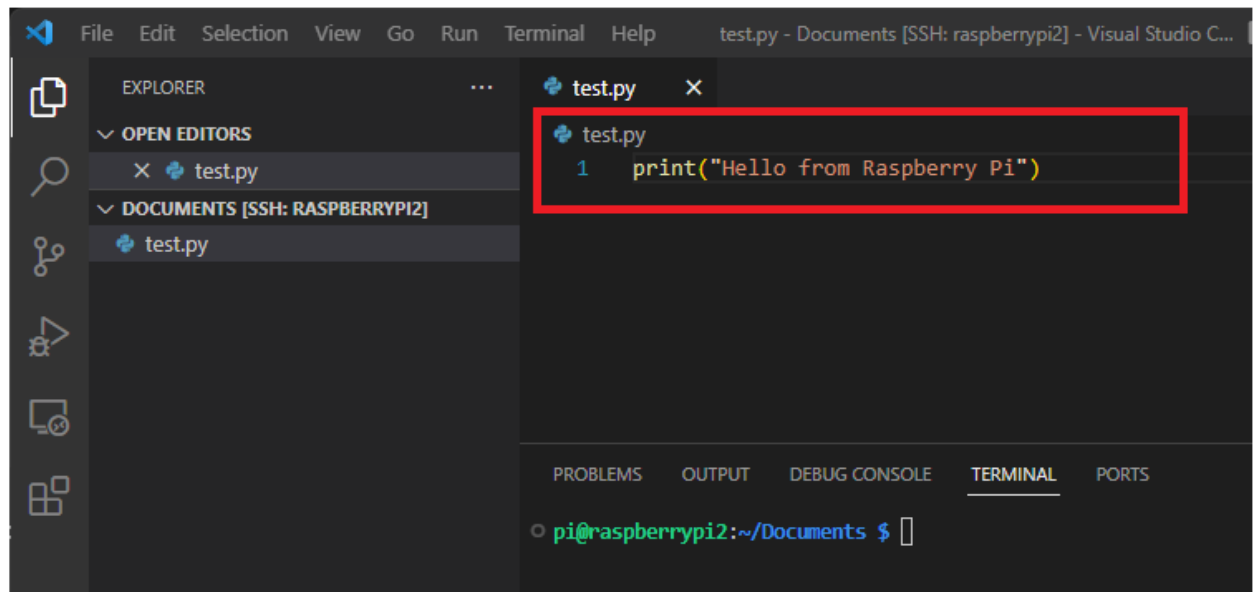 File Edit Selection View Go Run Terminal Help test.py - Documents [SSH: raspberrypi2] - Visual Studio C...
EXPLORER ...
OPEN EDITORS
test.py
DOCUMENTS [SSH: RASPBERRYPI2]
test.py
test.py
test.py
1 print("Hello from Raspberry Pi")
PROBLEMS OUTPUT DEBUG CONSOLE TERMINAL PORTS
pi@raspberrypi2:~/Documents $